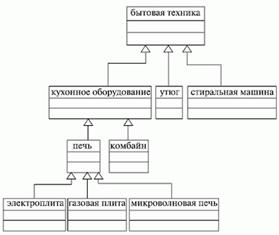 бытовая техника
кухонное оборудование
утюг
стиральная машина
печь
комбайн
электроплита
газовая плита
микроволновая печь